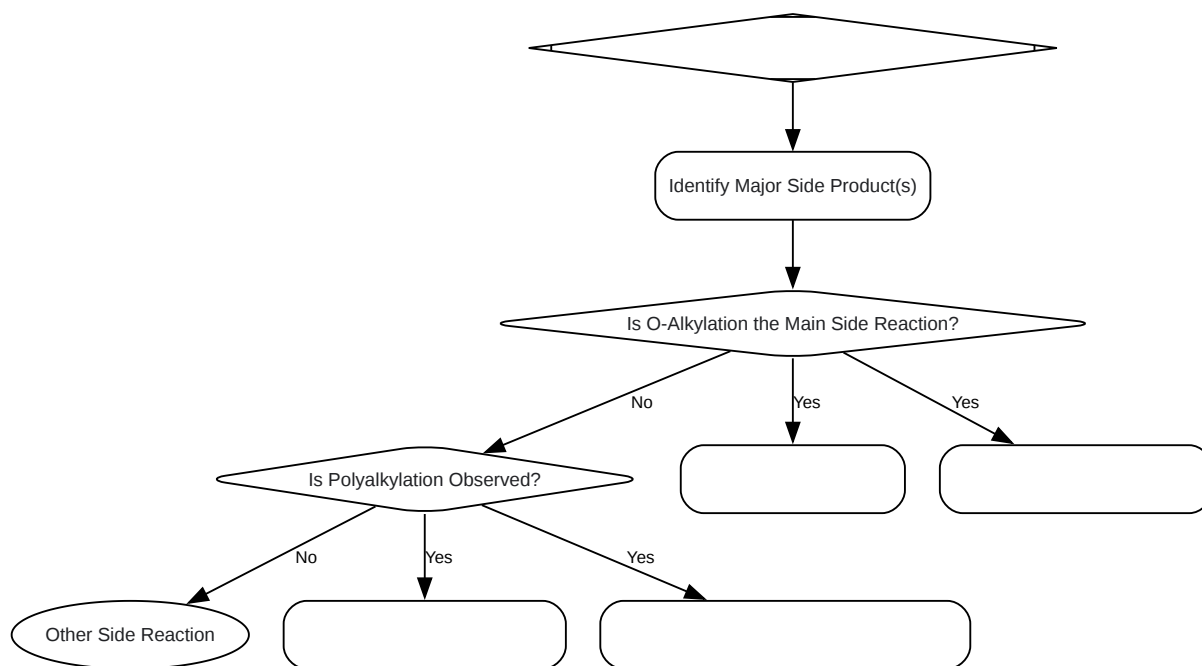 Identify Major Side Product(s)
Is O-Alkylation the Main Side Reaction?
No
Yes
Yes
Is Polyalkylation Observed?
No
Yes
Yes
Other Side Reaction